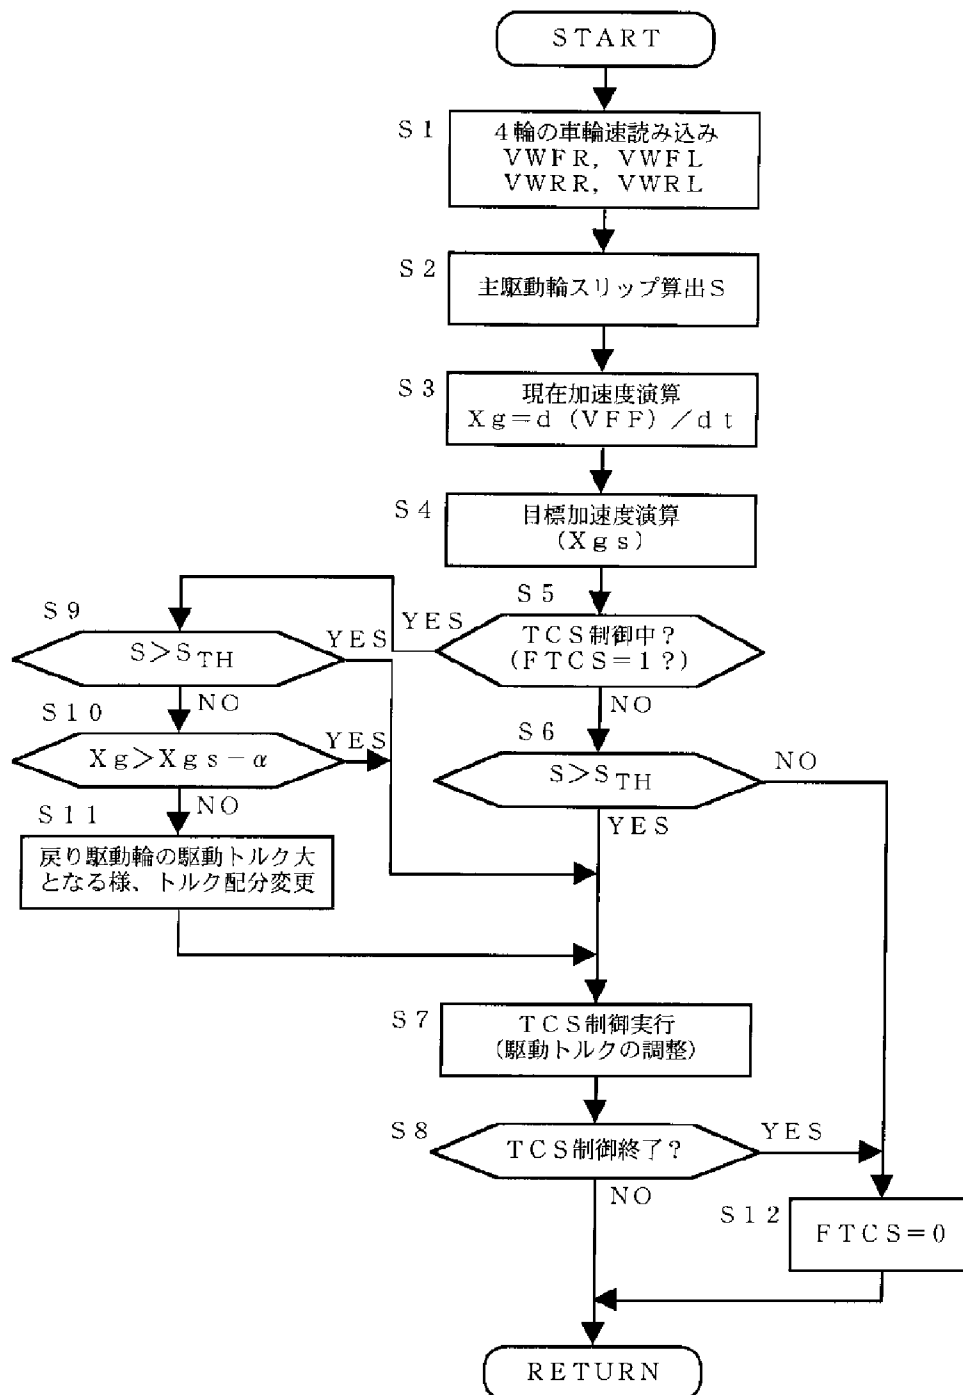 START
S1
4輪の車輪速読み込み
VWFR, VWFL
VWRR, VWRL
S2
主駆動輪スリップ算出S
S3
現在加速度演算
Xg=d(VFF)/dt
S4
目標加速度演算
(Xgs)
S5
TCS制御中?
(FTCS=1?)
YES
NO
S9
S>STH
YES
NO
S10
Xg>Xgs-α
YES
NO
S11
戻り駆動輪の駆動トルク大
となる様、トルク配分変更
S6
S>STH
NO
YES
S7
TCS制御実行
(駆動トルクの調整)
S8
TCS制御終了?
YES
NO
S12
FTCS=0
RETURN